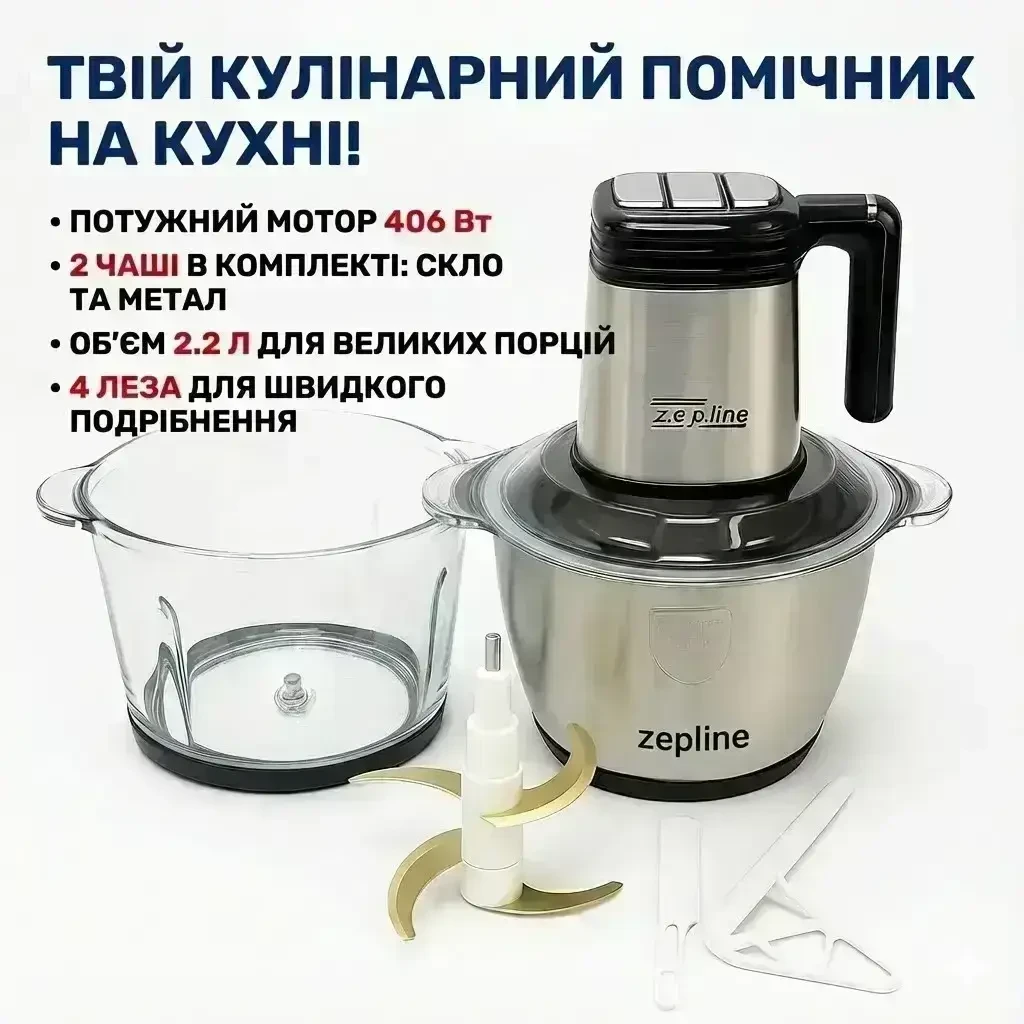 ТВІЙ КУЛІНАРНИЙ ПОМІЧНИК
НА КУХНІ!
• ПОТУЖНИЙ МОТОР 406 Вт
• 2 ЧАШІ В КОМПЛЕКТІ: СКЛО
ТА МЕТАЛ
• ОБ'ЄМ 2.2 Л ДЛЯ ВЕЛИКИХ ПОРЦІЙ
• 4 ЛЕЗА ДЛЯ ШВИДКОГО
ПОДРІБНЕННЯ
z.e p.line
zepline